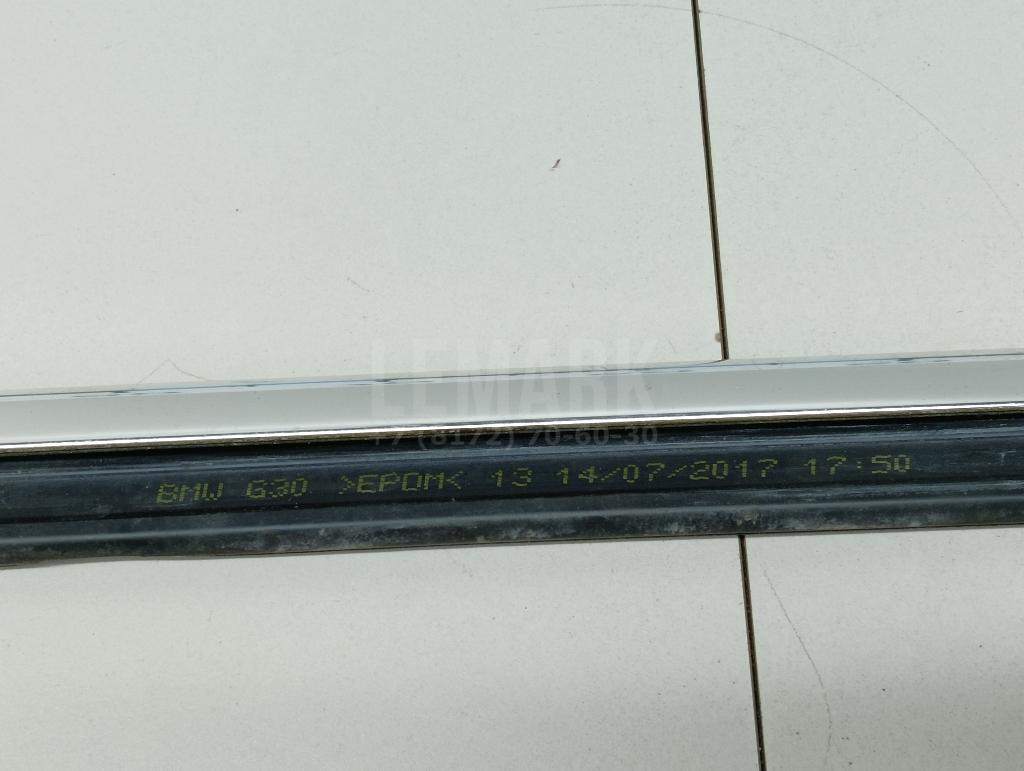 LEMARK
+7 (8172) 70-60-30
BMW G30 >EPDM< 13 14/07/2017 17:50